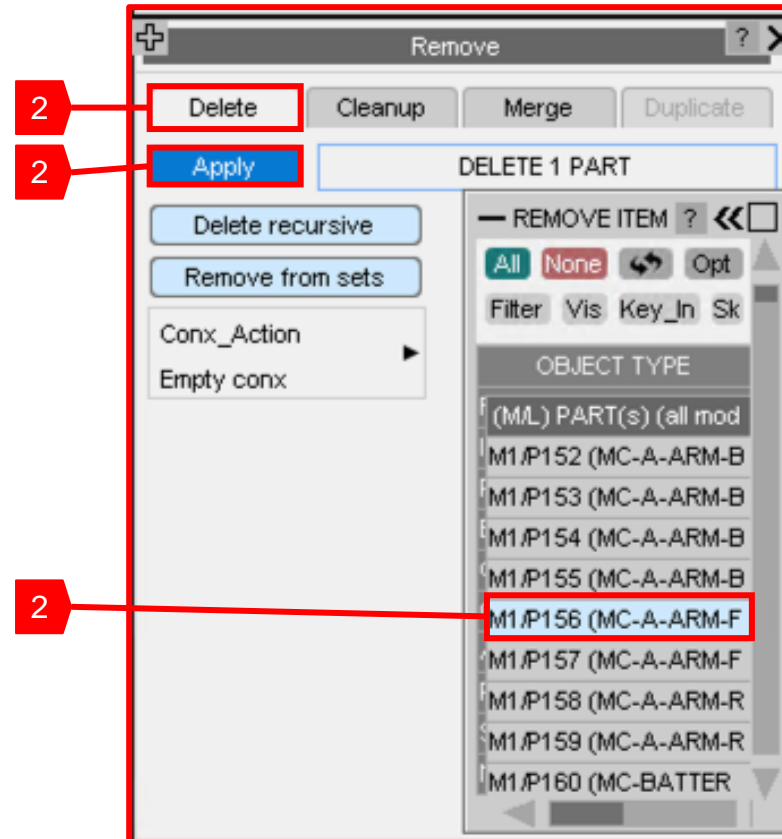 Remove
?
2
Delete
Cleanup
Merge
Duplicate
2
Apply
DELETE 1 PART
Delete recursive
Remove from sets
Conx_Action
Empty conx
REMOVE ITEM ?
All None Opt
Filter Vis Key_In Sk
OBJECT TYPE
(M/L) PART(s) (all mod
M1/P152 (MC-A-ARM-B
M1/P153 (MC-A-ARM-B
M1/P154 (MC-A-ARM-B
M1/P155 (MC-A-ARM-B
2
M1/P156 (MC-A-ARM-F
M1/P157 (MC-A-ARM-F
M1/P158 (MC-A-ARM-R
M1/P159 (MC-A-ARM-R
M1/P160 (MC-BATTER